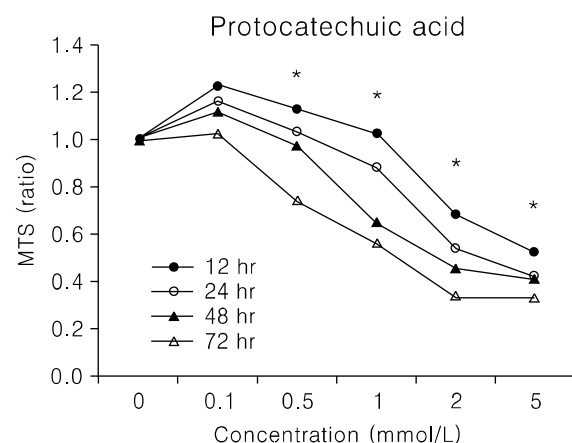 Protocatechuic acid
1.4
1.2
1.0
0.8
0.6
0.4
0.2
0.0
MTS (ratio)
* * * *
12 hr
24 hr
48 hr
72 hr
0 0.1 0.5 1 2 5
Concentration (mmol/L)